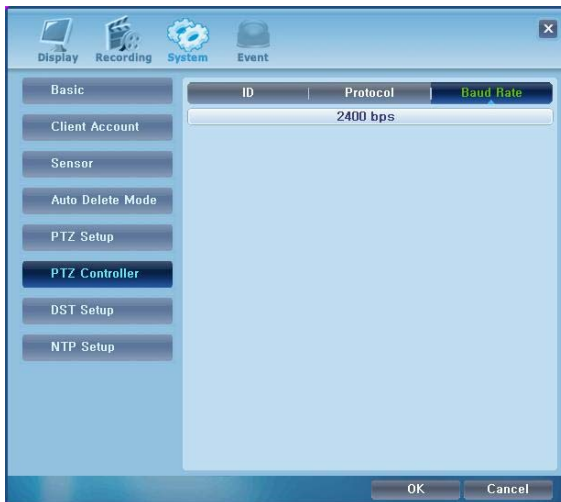 Display Recording System Event
Basic
Client Account
Sensor
Auto Delete Mode
PTZ Setup
PTZ Controller
DST Setup
NTP Setup
ID Protocol Baud Rate
2400 bps
OK Cancel